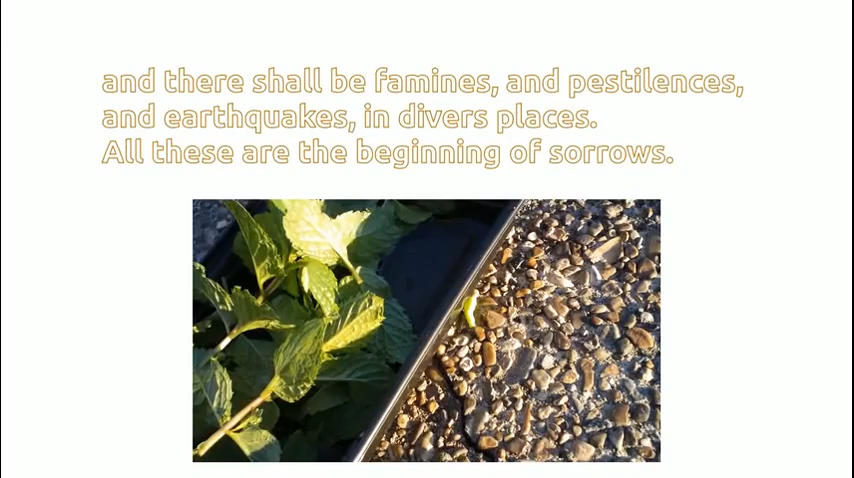 and there shall be famines, and pestilences,
and earthquakes, in divers places.
All these are the beginning of sorrows.